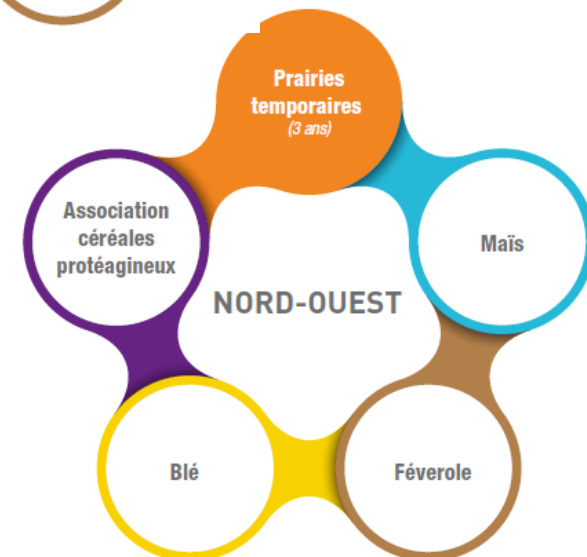 Prairies
temporaires
(3 ans)
Association
céréales
protéagineux
Maïs
NORD-OUEST
Blé
Féverole